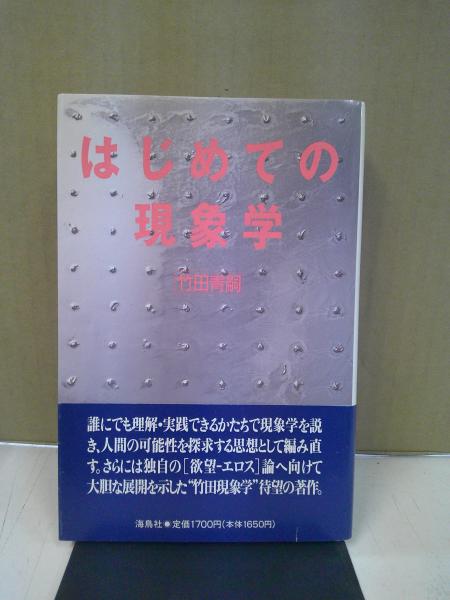 はじめての
現象学
竹田青嗣
誰にでも理解・実践できるかたちで現象学を説
き、人間の可能性を探求する思想として編み直
す。さらには独自の［欲望－エロス］論へ向けて
大胆な展開を示した“竹田現象学”待望の著作。
海鳥社●定価1700円(本体1650円)